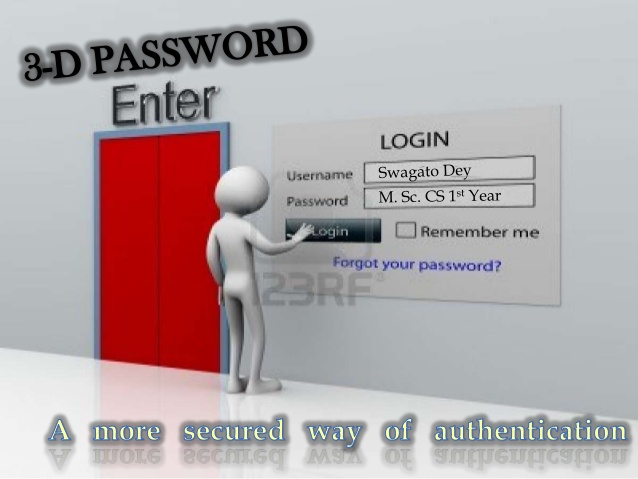 3-D PASSWORD
Enter
LOGIN
Username Swagato Dey
Password M. Sc. CS 1st Year
Login Remember me
Forgot your password?
123RF
A more secured way of authentication